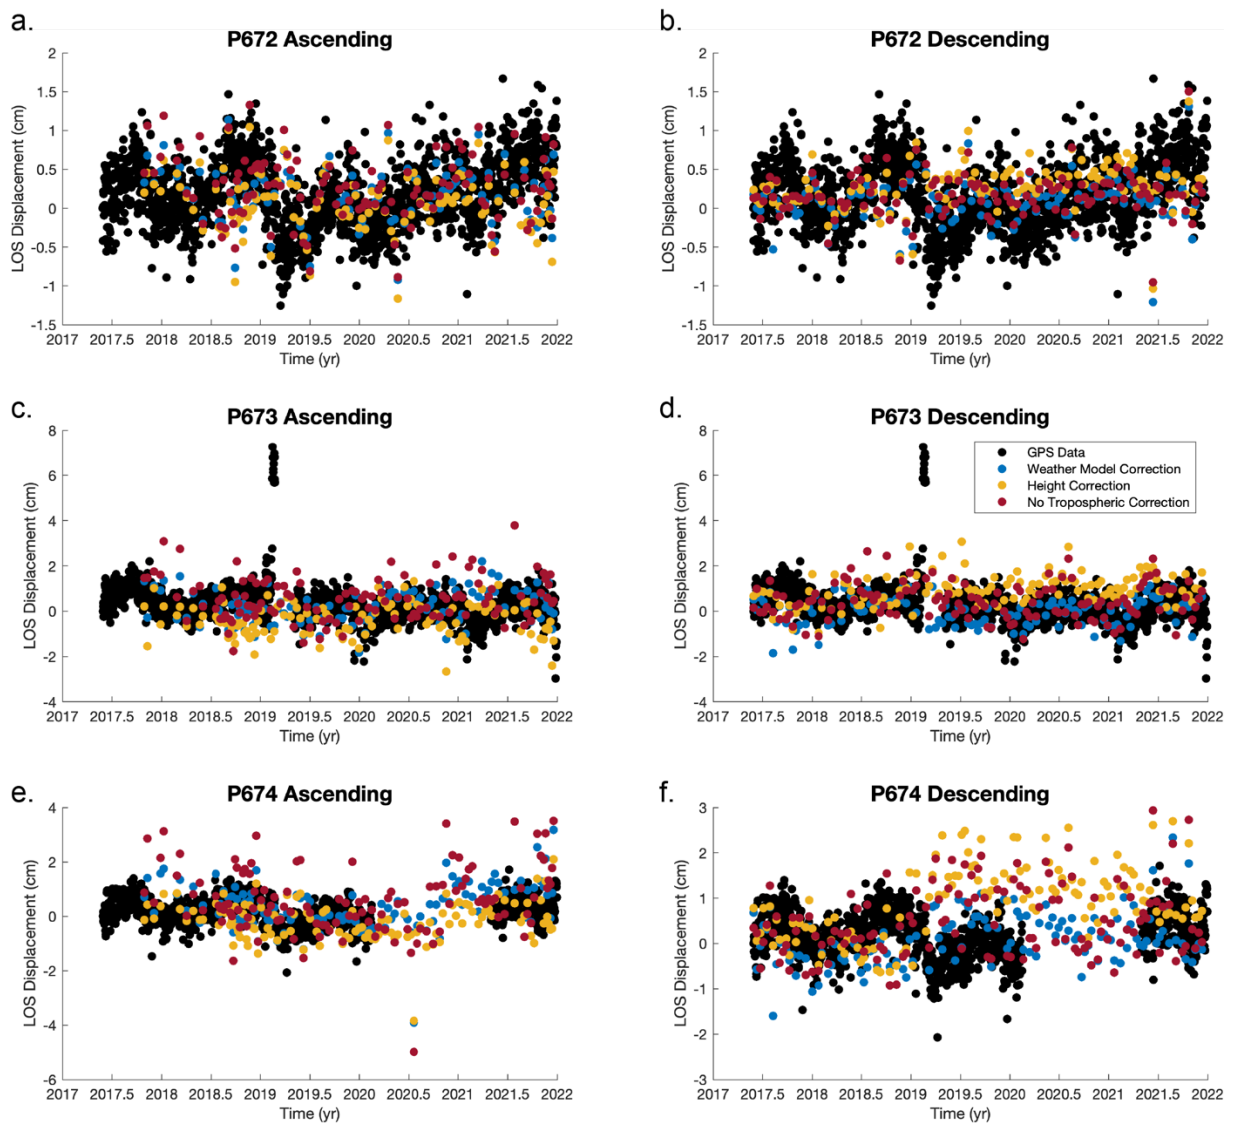 a.
P672 Ascending
2
1.5
1
0.5
0
-0.5
-1
-1.5
LOS Displacement (cm)
2017 2017.5 2018 2018.5 2019 2019.5 2020 2020.5 2021 2021.5 2022
Time (yr)
b.
P672 Descending
2
1.5
1
0.5
0
-0.5
-1
-1.5
LOS Displacement (cm)
2017 2017.5 2018 2018.5 2019 2019.5 2020 2020.5 2021 2021.5 2022
Time (yr)
c.
P673 Ascending
8
6
4
2
0
-2
-4
LOS Displacement (cm)
2017 2017.5 2018 2018.5 2019 2019.5 2020 2020.5 2021 2021.5 2022
Time (yr)
d.
P673 Descending
8
6
4
2
0
-2
-4
LOS Displacement (cm)
GPS Data
Weather Model Correction
Height Correction
No Tropospheric Correction
2017 2017.5 2018 2018.5 2019 2019.5 2020 2020.5 2021 2021.5 2022
Time (yr)
e.
P674 Ascending
4
2
0
-2
-4
-6
LOS Displacement (cm)
2017 2017.5 2018 2018.5 2019 2019.5 2020 2020.5 2021 2021.5 2022
Time (yr)
f.
P674 Descending
3
2
1
0
-1
-2
-3
LOS Displacement (cm)
2017 2017.5 2018 2018.5 2019 2019.5 2020 2020.5 2021 2021.5 2022
Time (yr)